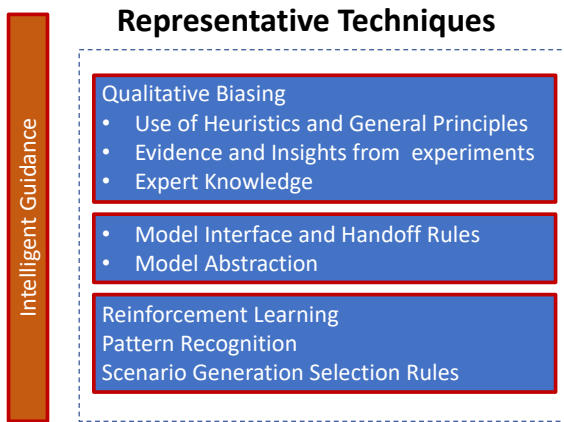 Representative Techniques
Intelligent Guidance
Qualitative Biasing
• Use of Heuristics and General Principles
• Evidence and Insights from experiments
• Expert Knowledge
• Model Interface and Handoff Rules
• Model Abstraction
Reinforcement Learning
Pattern Recognition
Scenario Generation Selection Rules